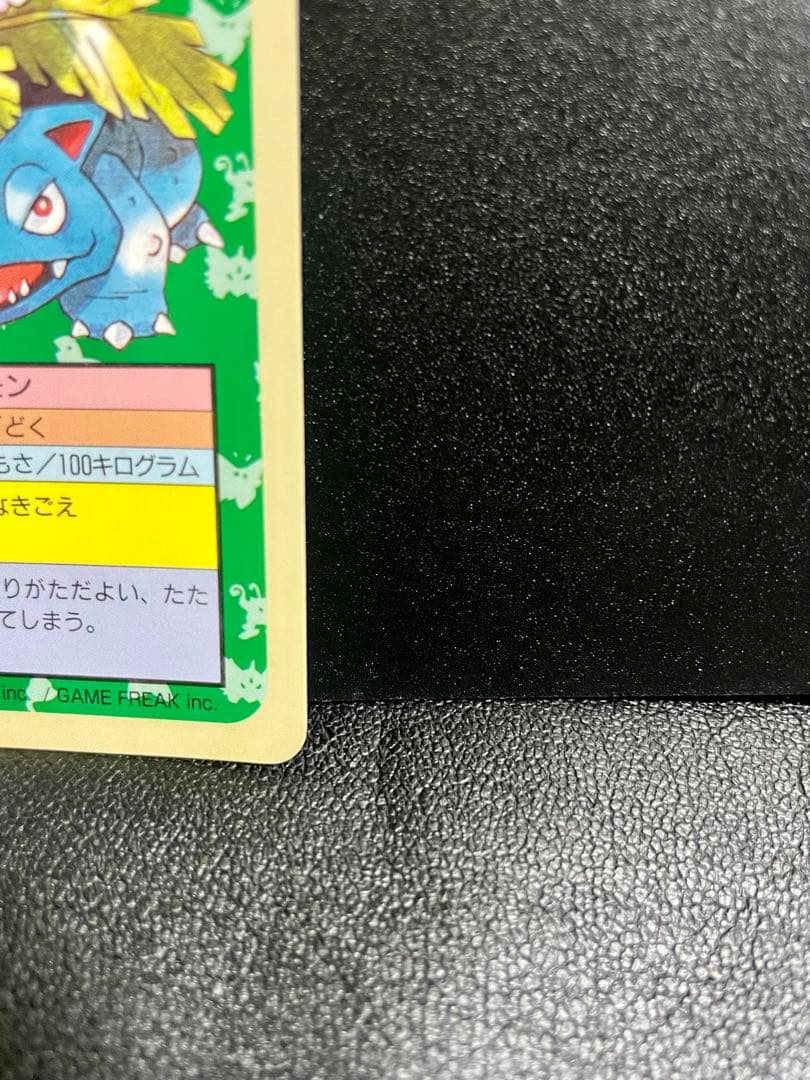 モン
どく
もさ／100キログラム
なきごえ
りがただよい、たた
てしまう。
inc. / GAME FREAK inc.